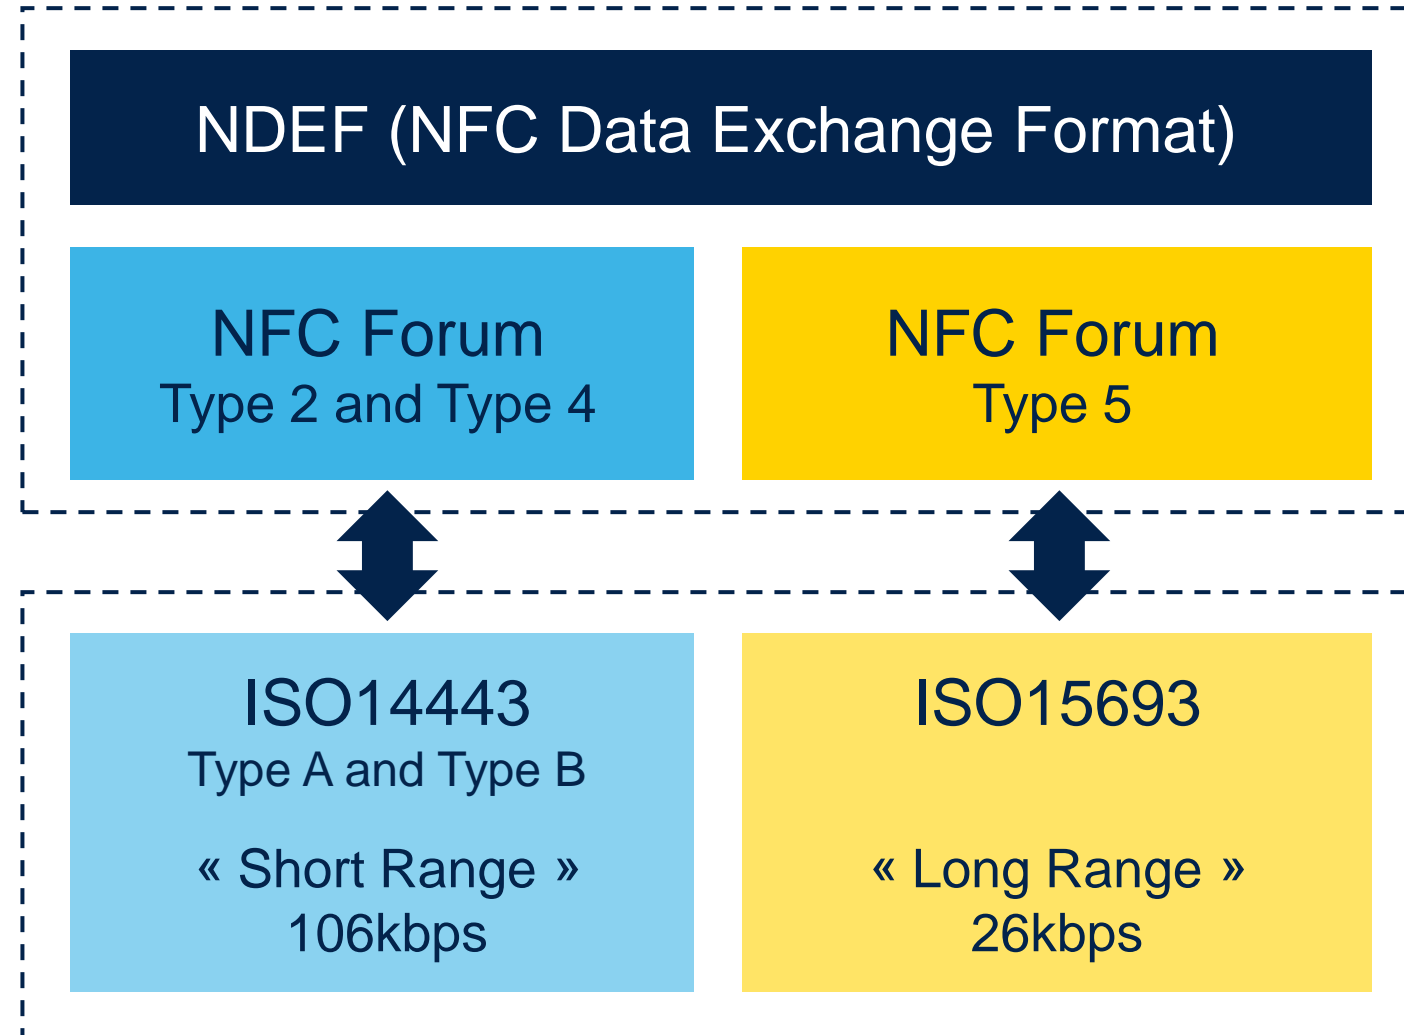 NDEF (NFC Data Exchange Format)
NFC Forum
Type 2 and Type 4
NFC Forum
Type 5
ISO14443
Type A and Type B
« Short Range »
106kbps
ISO15693
« Long Range »
26kbps